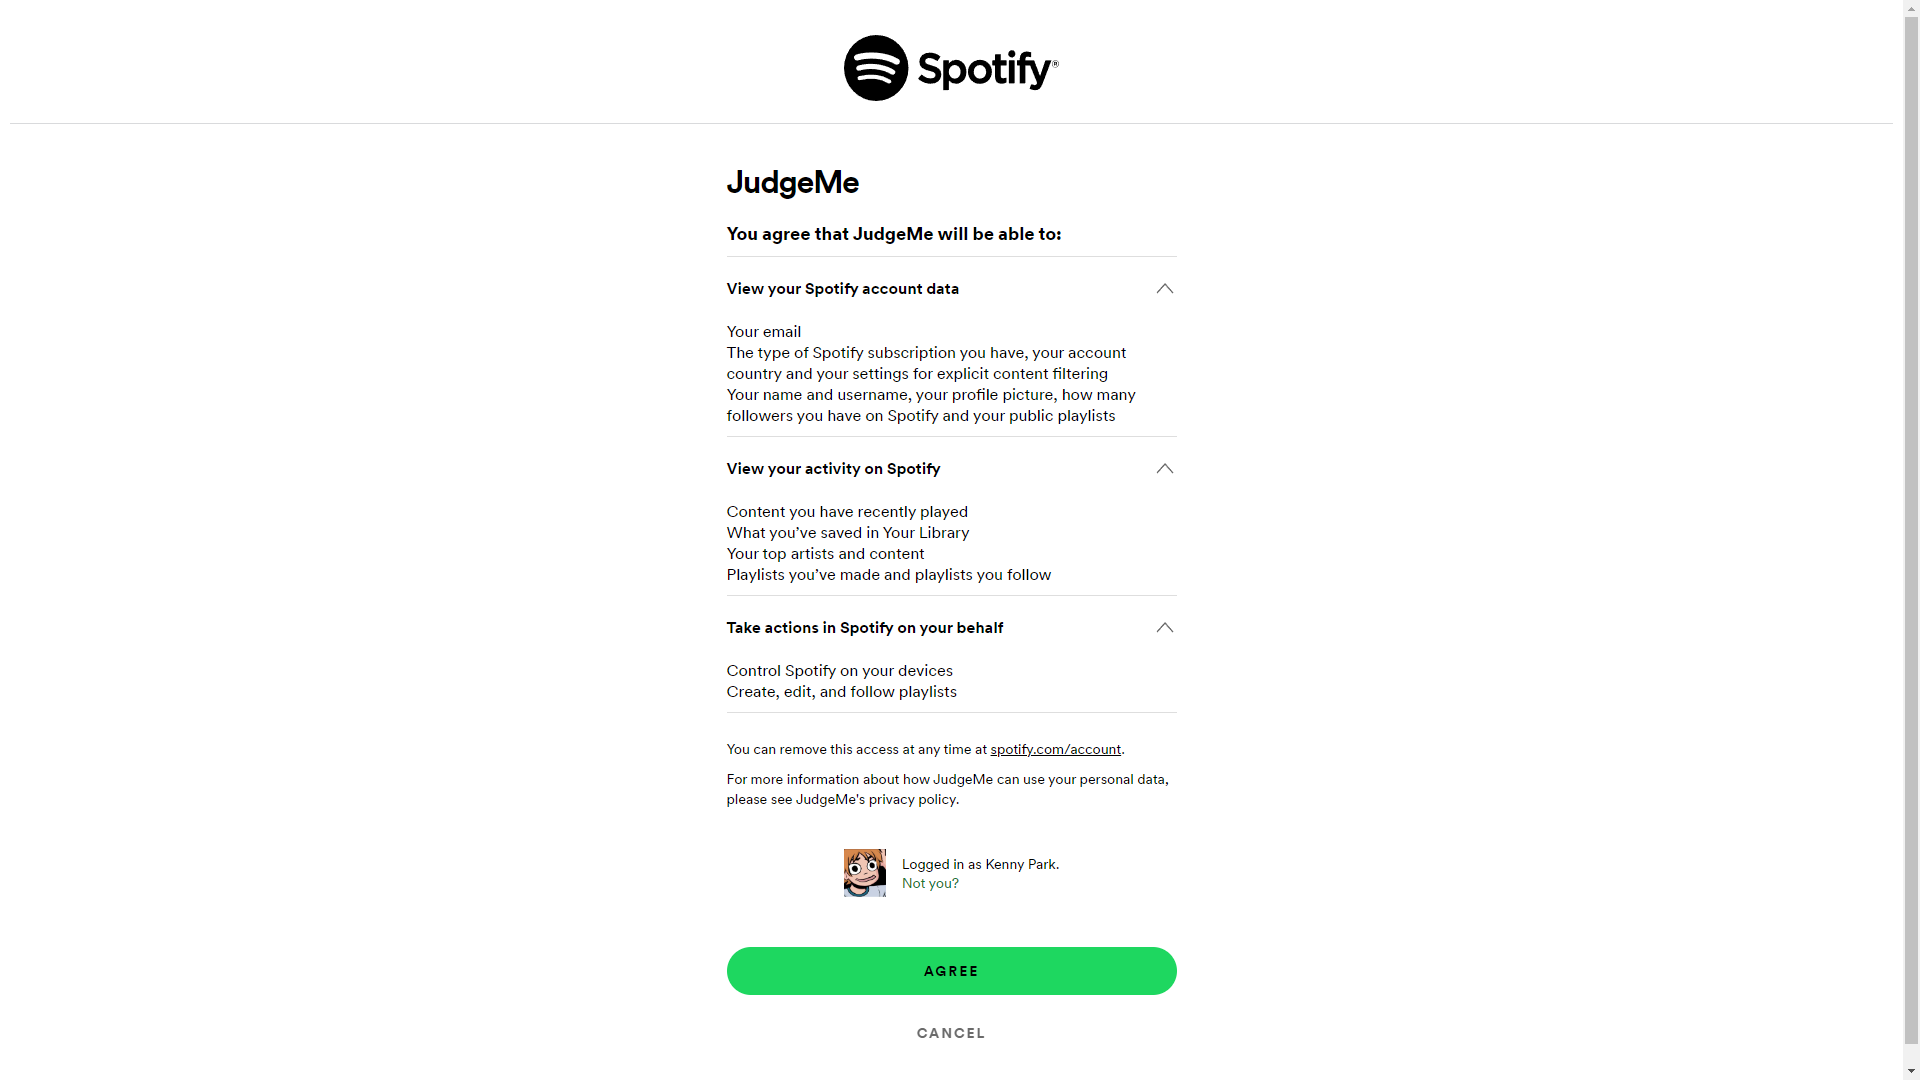 Spotify®
JudgeMe
You agree that JudgeMe will be able to:
View your Spotify account data
Your email
The type of Spotify subscription you have, your account
country and your settings for explicit content filtering
Your name and username, your profile picture, how many
followers you have on Spotify and your public playlists
View your activity on Spotify
Content you have recently played
What you’ve saved in Your Library
Your top artists and content
Playlists you’ve made and playlists you follow
Take actions in Spotify on your behalf
Control Spotify on your devices
Create, edit, and follow playlists
You can remove this access at any time at spotify.com/account.
For more information about how JudgeMe can use your personal data,
please see JudgeMe's privacy policy.
Logged in as Kenny Park.
Not you?
AGREE
CANCEL